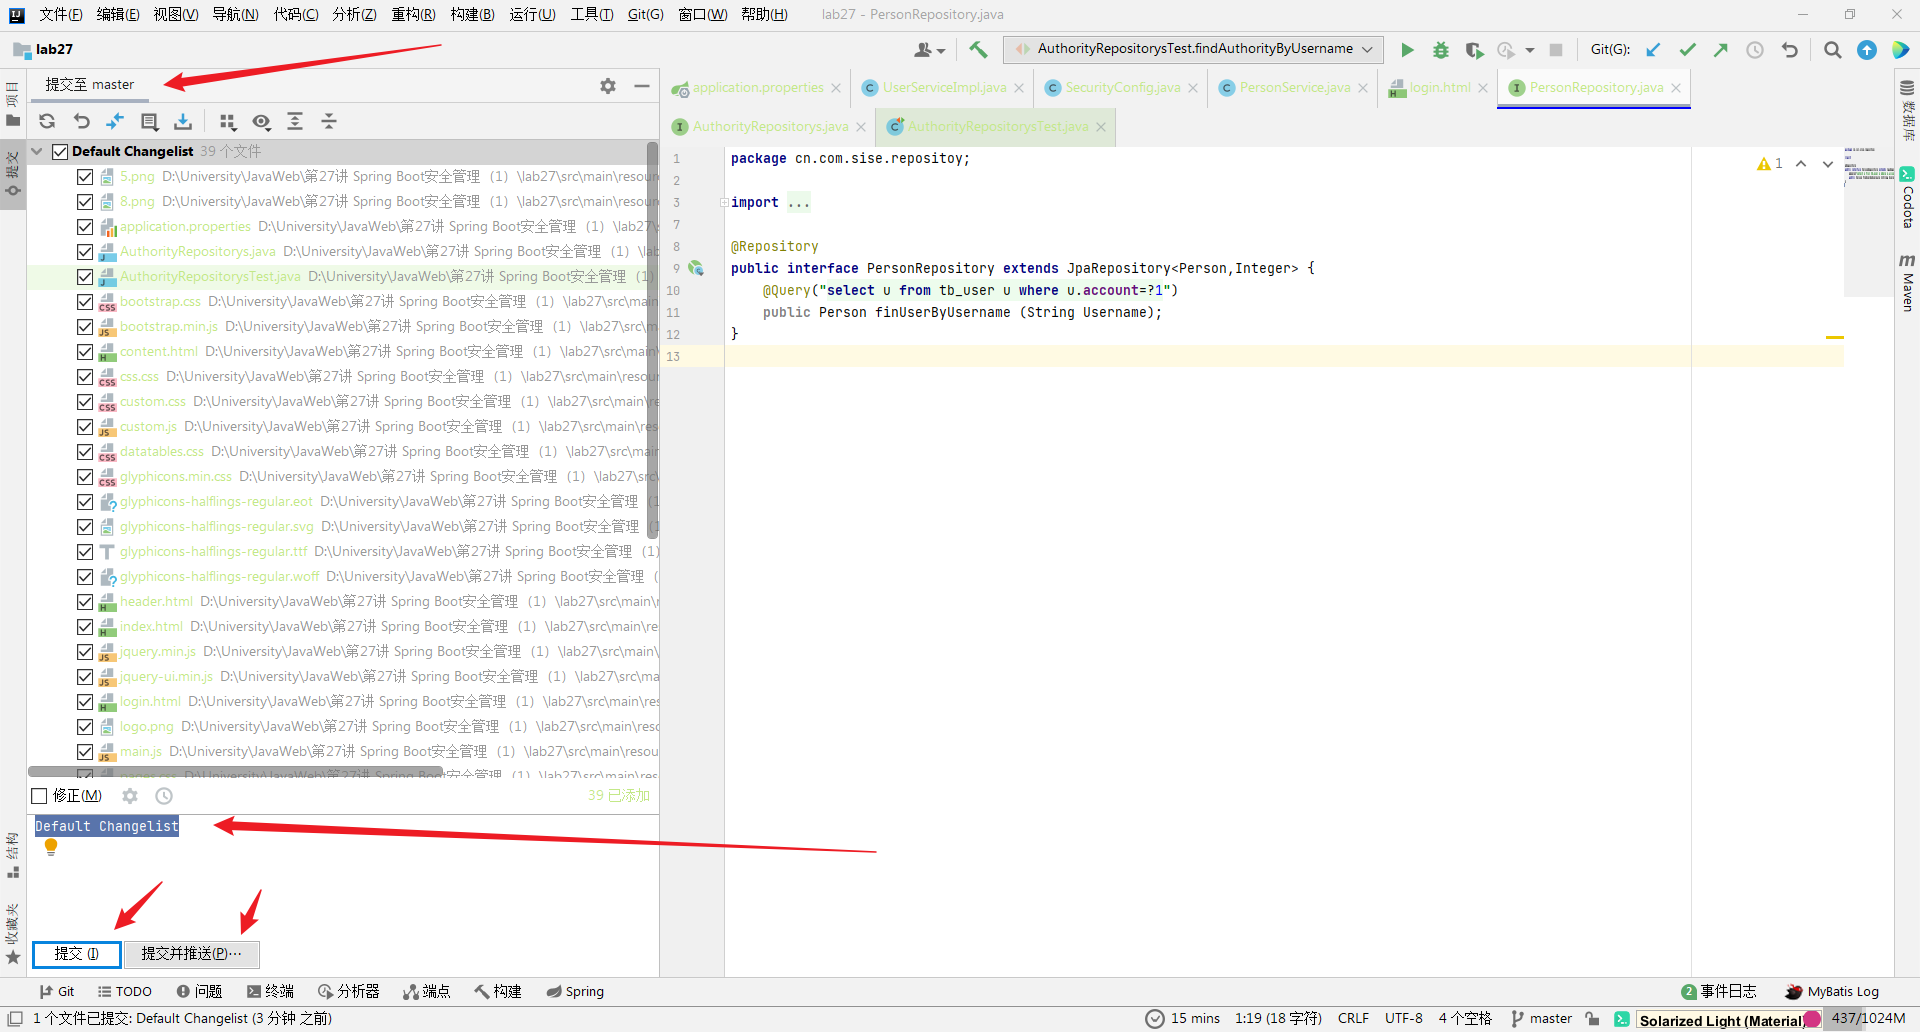 文件(F) 编辑(E) 视图(V) 导航(N) 代码(C) 分析(Z) 重构(R) 构建(B) 运行(U) 工具(T) Git(G) 窗口(W) 帮助(H) lab27 - PersonRepository.java
lab27 AuthorityRepositorysTest.findAuthorityByUsername Git(G):
提交至 master
application.properties UserServiceImpl.java SecurityConfig.java PersonService.java login.html PersonRepository.java
AuthorityRepositorys.java AuthorityRepositorysTest.java
项目
提交
结构
收藏夹
Default Changelist 39 个文件
5.png D:\University\JavaWeb\第27讲 Spring Boot安全管理 (1) \lab27\src\main\resour
8.png D:\University\JavaWeb\第27讲 Spring Boot安全管理 (1) \lab27\src\main\resour
application.properties D:\University\JavaWeb\第27讲 Spring Boot安全管理 (1) \lab27\s
AuthorityRepositorys.java D:\University\JavaWeb\第27讲 Spring Boot安全管理 (1) \lab
AuthorityRepositorysTest.java D:\University\JavaWeb\第27讲 Spring Boot安全管理 (1)
bootstrap.css D:\University\JavaWeb\第27讲 Spring Boot安全管理 (1) \lab27\src\mai
bootstrap.min.js D:\University\JavaWeb\第27讲 Spring Boot安全管理 (1) \lab27\src\m
content.html D:\University\JavaWeb\第27讲 Spring Boot安全管理 (1) \lab27\src\main
css.css D:\University\JavaWeb\第27讲 Spring Boot安全管理 (1) \lab27\src\main\resou
custom.css D:\University\JavaWeb\第27讲 Spring Boot安全管理 (1) \lab27\src\main\re
custom.js D:\University\JavaWeb\第27讲 Spring Boot安全管理 (1) \lab27\src\main\res
datatables.css D:\University\JavaWeb\第27讲 Spring Boot安全管理 (1) \lab27\src\ma
glyphicons.min.css D:\University\JavaWeb\第27讲 Spring Boot安全管理 (1) \lab27\src
glyphicons-halflings-regular.eot D:\University\JavaWeb\第27讲 Spring Boot安全管理 (1
glyphicons-halflings-regular.svg D:\University\JavaWeb\第27讲 Spring Boot安全管理 (1
glyphicons-halflings-regular.ttf D:\University\JavaWeb\第27讲 Spring Boot安全管理 (1)
glyphicons-halflings-regular.woff D:\University\JavaWeb\第27讲 Spring Boot安全管理 (
header.html D:\University\JavaWeb\第27讲 Spring Boot安全管理 (1) \lab27\src\main\r
index.html D:\University\JavaWeb\第27讲 Spring Boot安全管理 (1) \lab27\src\main\re
jquery.min.js D:\University\JavaWeb\第27讲 Spring Boot安全管理 (1) \lab27\src\main\
jquery-ui.min.js D:\University\JavaWeb\第27讲 Spring Boot安全管理 (1) \lab27\src\ma
login.html D:\University\JavaWeb\第27讲 Spring Boot安全管理 (1) \lab27\src\main\re
logo.png D:\University\JavaWeb\第27讲 Spring Boot安全管理 (1) \lab27\src\main\res
main.js D:\University\JavaWeb\第27讲 Spring Boot安全管理 (1) \lab27\src\main\resou
修正(M) 39 已添加
Default Changelist
提交 (I) 提交并推送(P)···
1 package cn.com.sise.repositoy;
2
3 import ...
7
8 @Repository
9 public interface PersonRepository extends JpaRepository<Person,Integer> {
10 @Query("select u from tb_user u where u.account=?1")
11 public Person finUserByUsername (String Username);
12 }
13
1
数据库
Codota
Maven
Git TODO 问题 终端 分析器 端点 构建 Spring 2 事件日志 MyBatis Log
1 个文件已提交: Default Changelist (3 分钟 之前) 15 mins 1:19 (18 字符) CRLF UTF-8 4 个空格 master Solarized Light (Material) 437/1024M